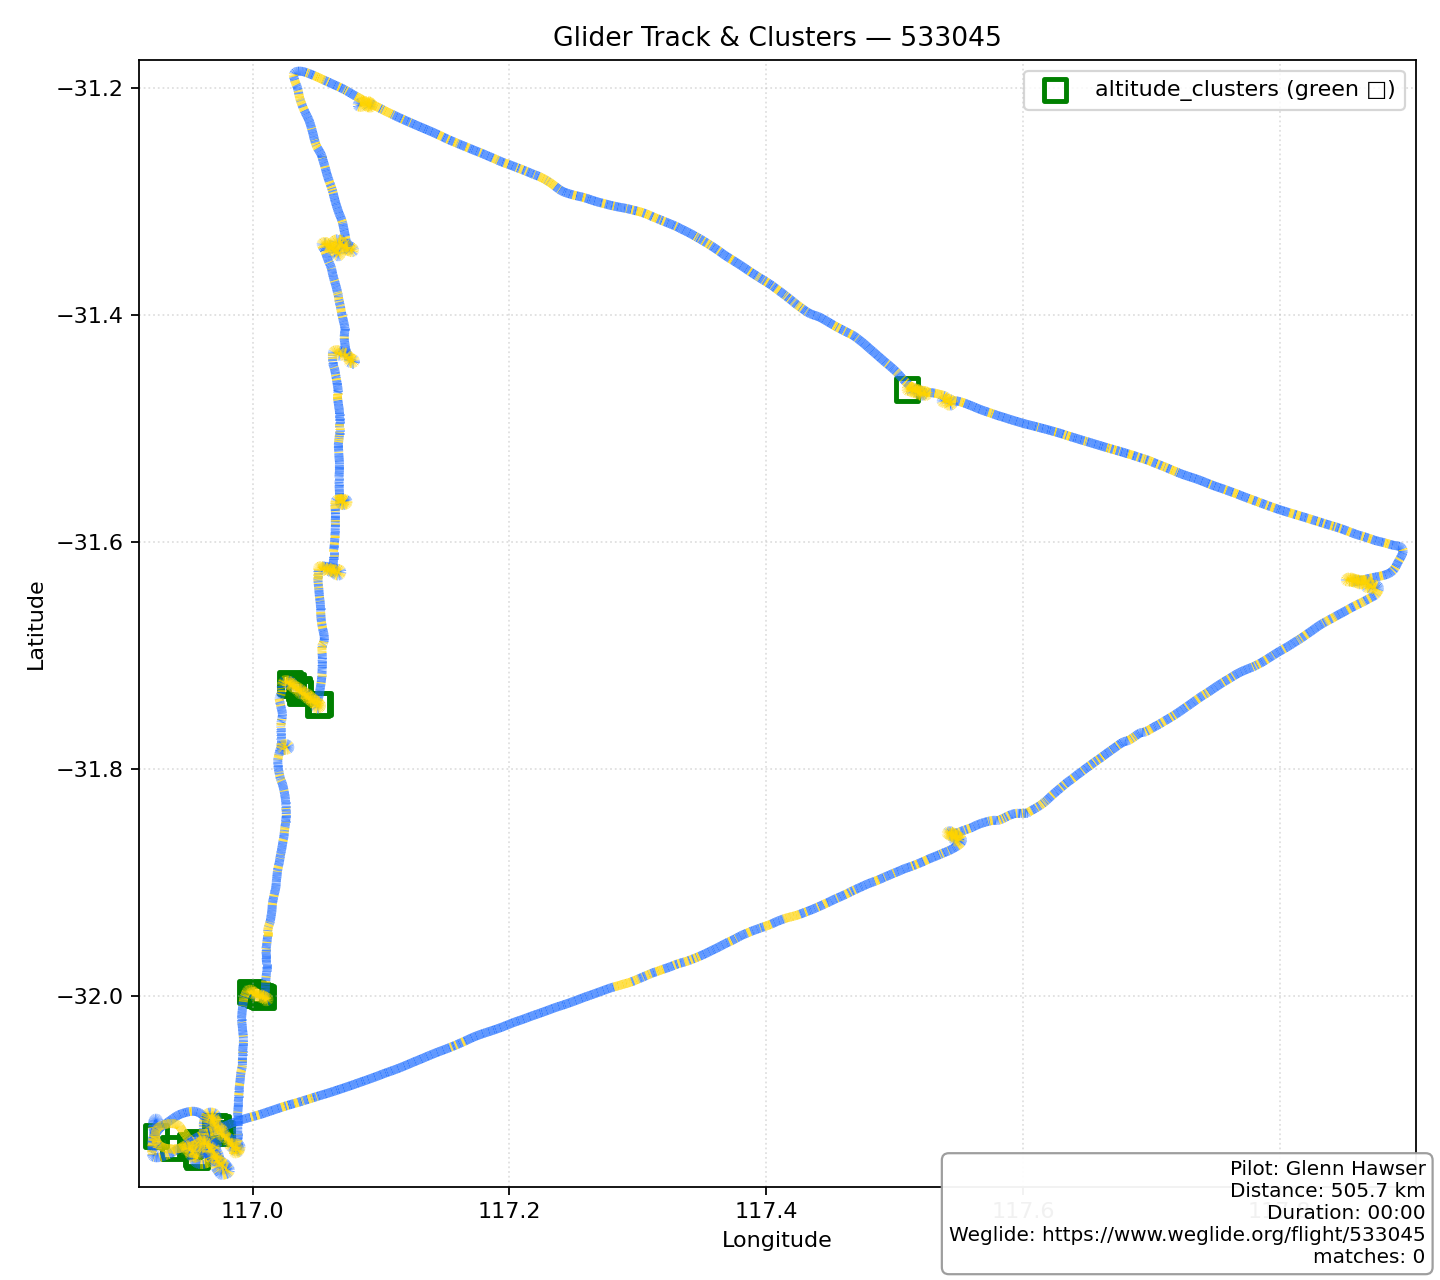 Glider Track & Clusters — 533045
altitude_clusters (green □)
−31.2
−31.4
−31.6
−31.8
−32.0
Latitude
117.0
117.2
117.4
117.6
Longitude
Pilot: Glenn Hawser
Distance: 505.7 km
Duration: 00:00
Weglide: https://www.weglide.org/flight/533045
matches: 0